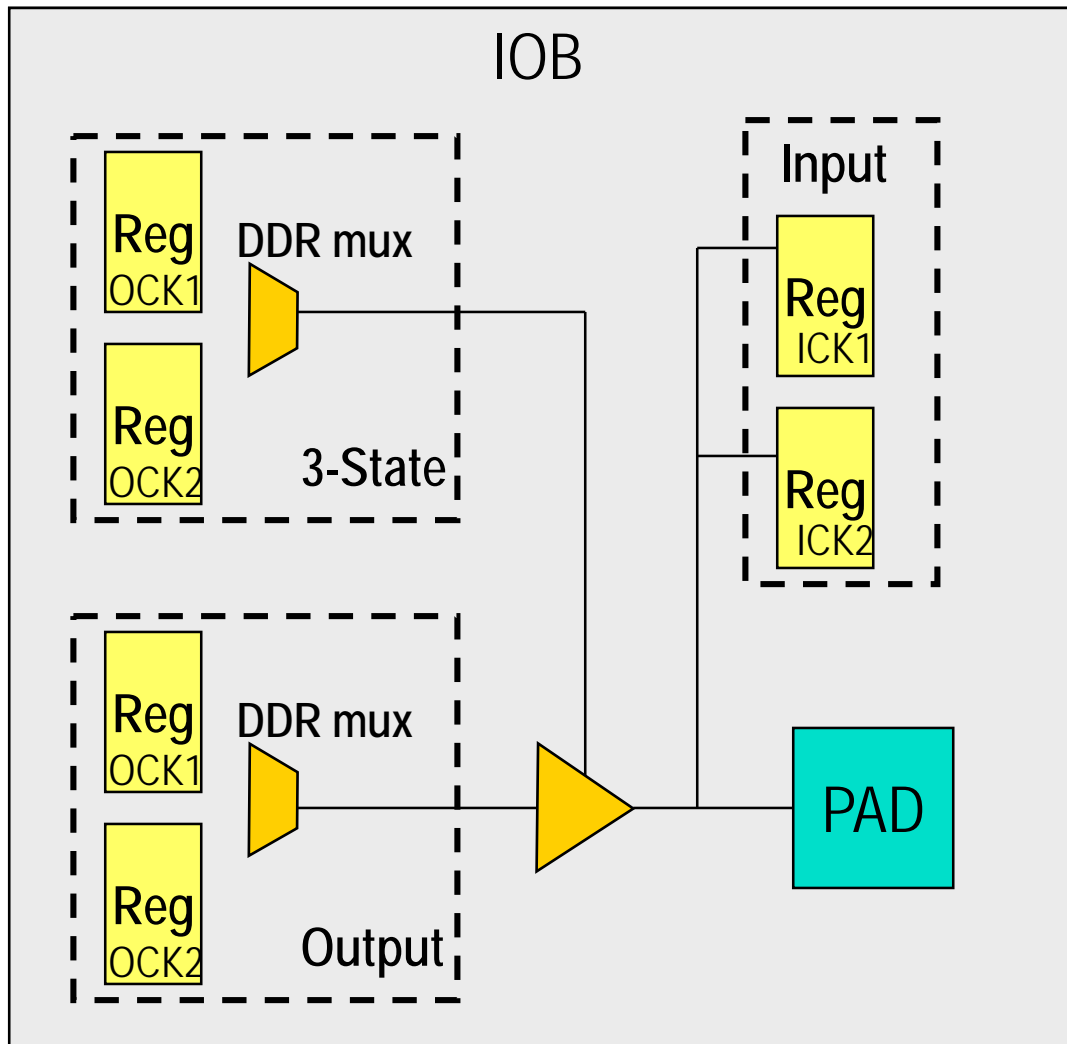 IOB
Reg
OCK1
DDR mux
Reg
OCK2
3-State
Input
Reg
ICK1
Reg
ICK2
Reg
OCK1
DDR mux
Reg
OCK2
Output
PAD